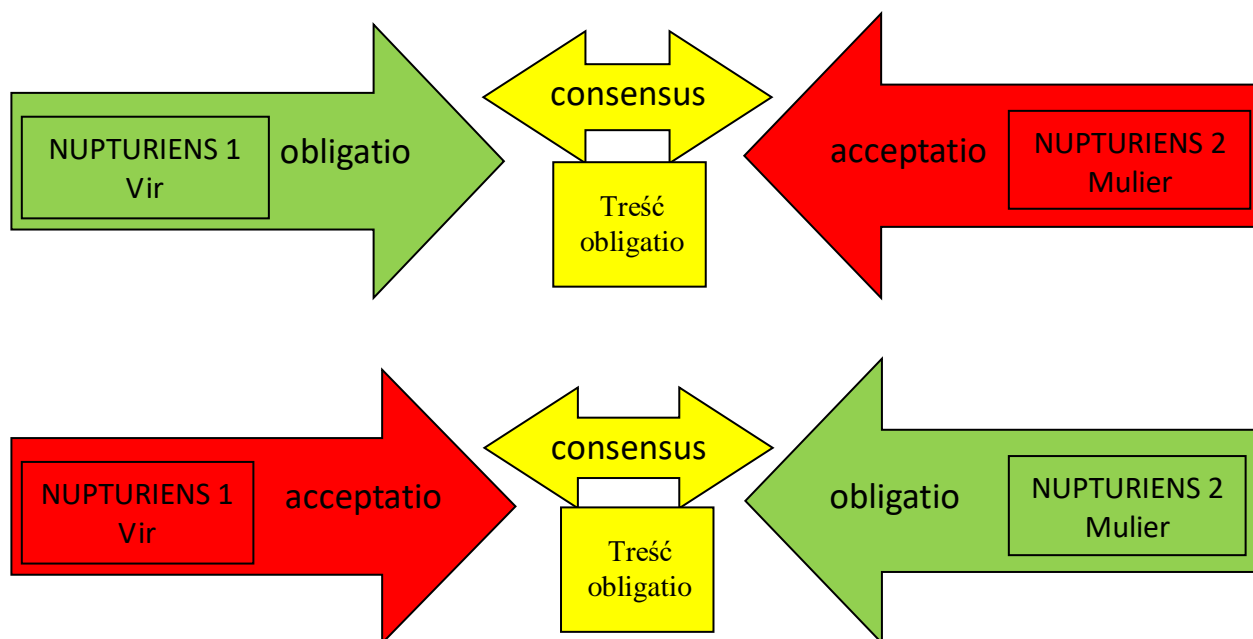 NUPTURIENS 1
Vir
obligatio
consensus
Treść
obligatio
acceptatio
NUPTURIENS 2
Mulier
NUPTURIENS 1
Vir
acceptatio
consensus
Treść
obligatio
obligatio
NUPTURIENS 2
Mulier